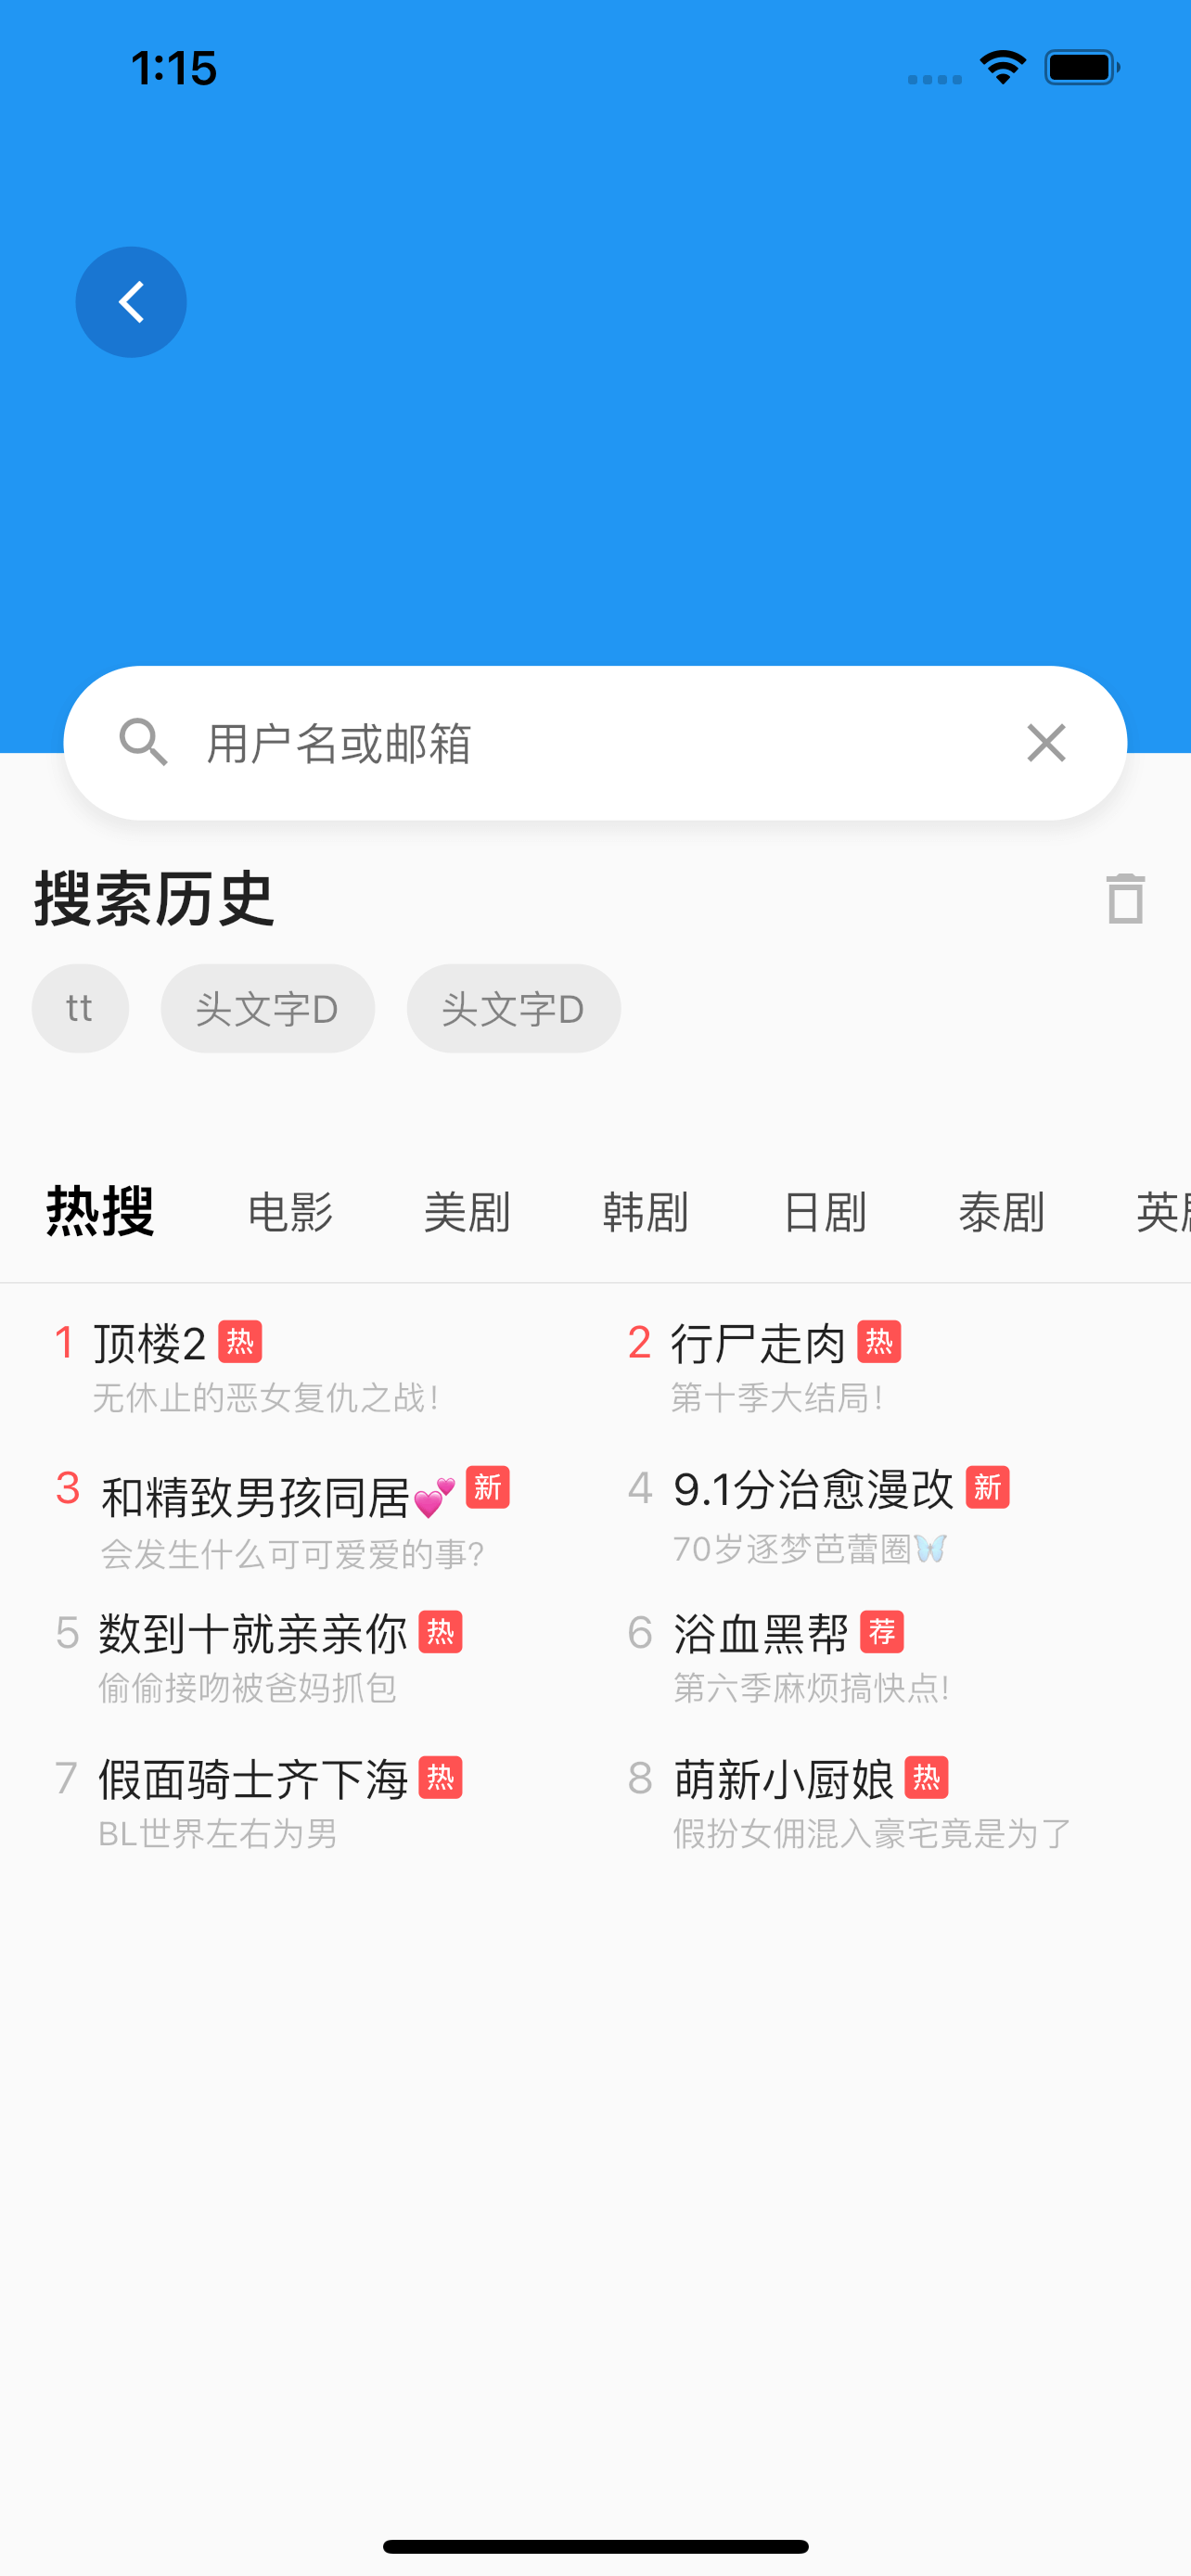 1:15
用户名或邮箱
搜索历史
tt 头文字D 头文字D
热搜 电影 美剧 韩剧 日剧 泰剧 英剧
1 顶楼2 热
无休止的恶女复仇之战!
2 行尸走肉 热
第十季大结局!
3 和精致男孩同居💕 新
会发生什么可可爱爱的事?
4 9.1分治愈漫改 新
70岁逐梦芭蕾圈🦋
5 数到十就亲亲你 热
偷偷接吻被爸妈抓包
6 浴血黑帮 荐
第六季麻烦搞快点!
7 假面骑士齐下海 热
BL世界左右为男
8 萌新小厨娘 热
假扮女佣混入豪宅竟是为了